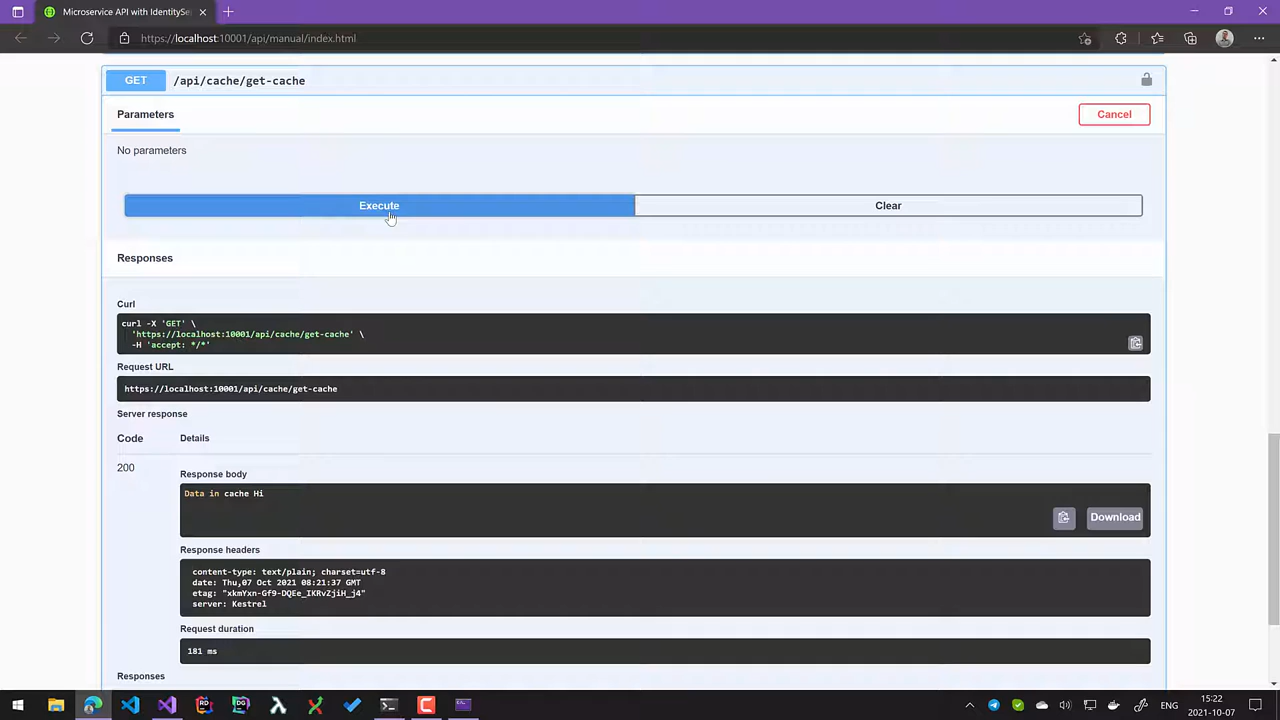 Microservice API with IdentitySe
https://localhost:10001/api/manual/index.html
GET /api/cache/get-cache
Parameters
Cancel
No parameters
Execute
Clear
Responses
Curl
curl -X 'GET' \
'https://localhost:10001/api/cache/get-cache' \
-H 'accept: */*'
Request URL
https://localhost:10001/api/cache/get-cache
Server response
Code Details
200
Response body
Data in cache Hi
Download
Response headers
content-type: text/plain; charset=utf-8
date: Thu,07 Oct 2021 08:21:37 GMT
etag: "xkmYxn-Gf9-DQEe_IKRvZjiH_j4"
server: Kestrel
Request duration
181 ms
Responses
RD
DG
ENG
15:22
2021-10-07